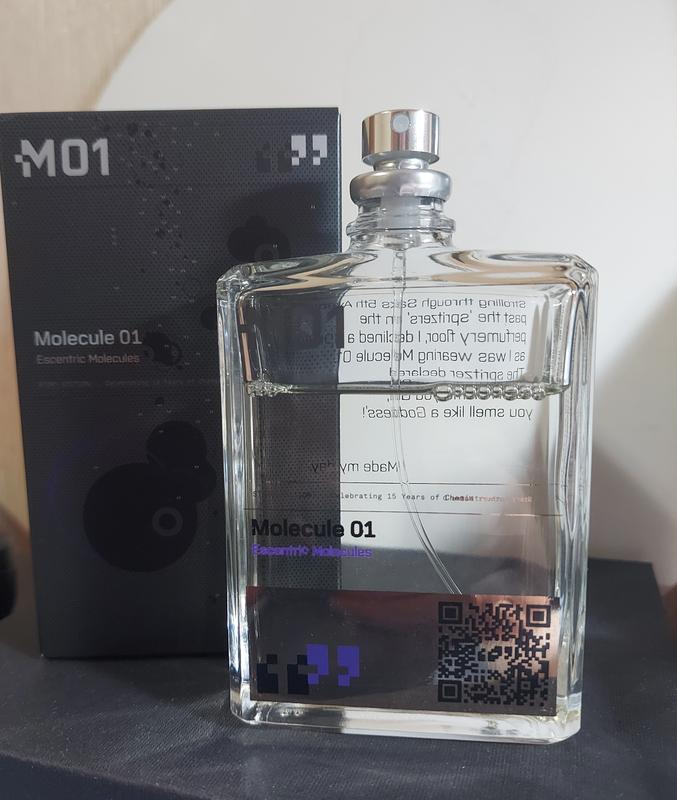 M01
Molecule 01
Escentric Molecules
strolling through Saks 5th
past the 'spritzers' in the
perfumery floor, I declined a
as I was wearing Molecule 01
The spritzer declared
you smell like a Goddess'!
Made my day
Celebrating 15 Years of
Molecule 01
Escentric Molecules